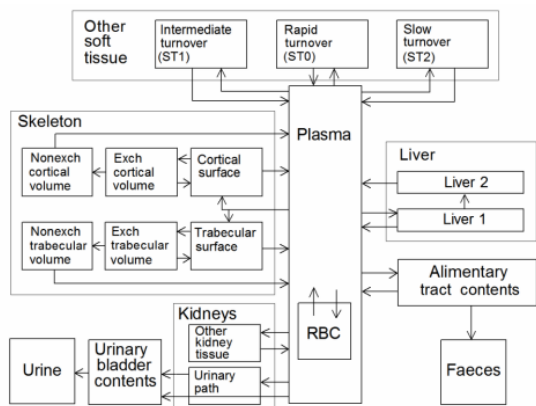 Other
soft
tissue
Intermediate
turnover
(ST1)
Rapid
turnover
(ST0)
Slow
turnover
(ST2)
Plasma
Skeleton
Nonexch
cortical
volume
Exch
cortical
volume
Cortical
surface
Nonexch
trabecular
volume
Exch
trabecular
volume
Trabecular
surface
Liver
Liver 2
Liver 1
Alimentary
tract contents
Faeces
RBC
Kidneys
Other
kidney
tissue
Urinary
path
Urinary
bladder
contents
Urine